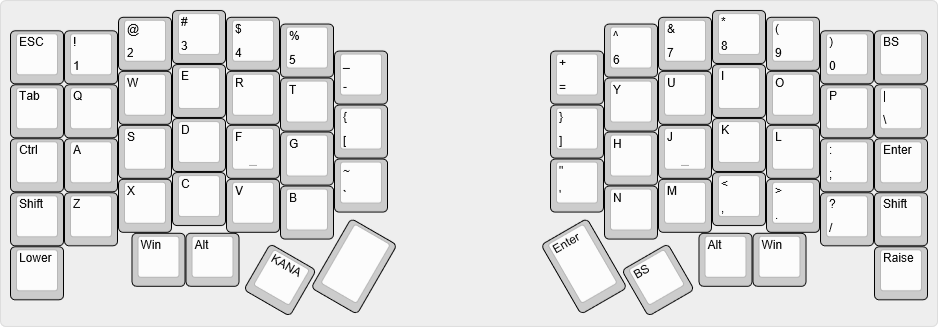 ESC ! @ # $ % ^ & * ( ) BS
1 2 3 4 5 6 7 8 9 0
_ +
- =
Tab Q W E R T Y U I O P |
\
{ }
[ ]
Ctrl A S D F G H J K L : Enter
_ _ ;
~ "
` '
Shift Z X C V B N M < > ? Shift
, . /
Lower Win Alt KANA Enter BS Alt Win Raise